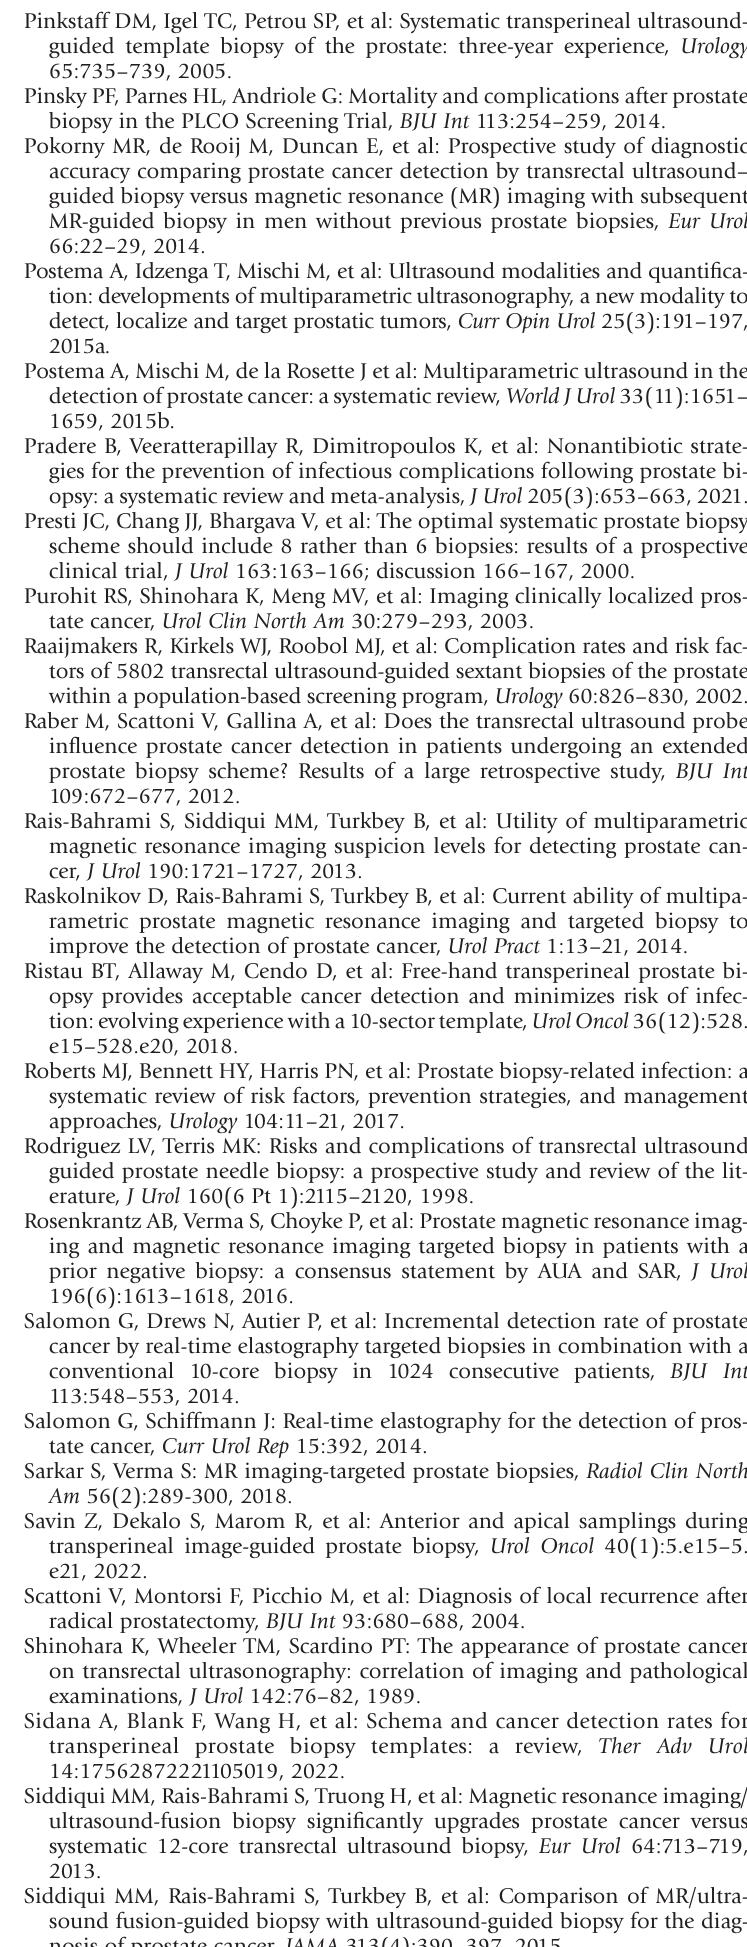 Pinkstaff DM, Igel TC, Petrou SP, et al: Systematic transperineal ultrasound-
guided template biopsy of the prostate: three-year experience, Urology
65:735–739, 2005.
Pinsky PF, Parnes HL, Andriole G: Mortality and complications after prostate
biopsy in the PLCO Screening Trial, BJU Int 113:254–259, 2014.
Pokorny MR, de Rooij M, Duncan E, et al: Prospective study of diagnostic
accuracy comparing prostate cancer detection by transrectal ultrasound–
guided biopsy versus magnetic resonance (MR) imaging with subsequent
MR-guided biopsy in men without previous prostate biopsies, Eur Urol
66:22–29, 2014.
Postema A, Idzenga T, Mischi M, et al: Ultrasound modalities and quantifica-
tion: developments of multiparametric ultrasonography, a new modality to
detect, localize and target prostatic tumors, Curr Opin Urol 25(3):191–197,
2015a.
Postema A, Mischi M, de la Rosette J et al: Multiparametric ultrasound in the
detection of prostate cancer: a systematic review, World J Urol 33(11):1651–
1659, 2015b.
Pradere B, Veeratterapillay R, Dimitropoulos K, et al: Nonantibiotic strate-
gies for the prevention of infectious complications following prostate bi-
opsy: a systematic review and meta-analysis, J Urol 205(3):653–663, 2021.
Presti JC, Chang JJ, Bhargava V, et al: The optimal systematic prostate biopsy
scheme should include 8 rather than 6 biopsies: results of a prospective
clinical trial, J Urol 163:163–166; discussion 166–167, 2000.
Purohit RS, Shinohara K, Meng MV, et al: Imaging clinically localized pros-
tate cancer, Urol Clin North Am 30:279–293, 2003.
Raaijmakers R, Kirkels WJ, Roobol MJ, et al: Complication rates and risk fac-
tors of 5802 transrectal ultrasound-guided sextant biopsies of the prostate
within a population-based screening program, Urology 60:826–830, 2002.
Raber M, Scattoni V, Gallina A, et al: Does the transrectal ultrasound probe
influence prostate cancer detection in patients undergoing an extended
prostate biopsy scheme? Results of a large retrospective study, BJU Int
109:672–677, 2012.
Rais-Bahrami S, Siddiqui MM, Turkbey B, et al: Utility of multiparametric
magnetic resonance imaging suspicion levels for detecting prostate can-
cer, J Urol 190:1721–1727, 2013.
Raskolnikov D, Rais-Bahrami S, Turkbey B, et al: Current ability of multipa-
rametric prostate magnetic resonance imaging and targeted biopsy to
improve the detection of prostate cancer, Urol Pract 1:13–21, 2014.
Ristau BT, Allaway M, Cendo D, et al: Free-hand transperineal prostate bi-
opsy provides acceptable cancer detection and minimizes risk of infec-
tion: evolving experience with a 10-sector template, Urol Oncol 36(12):528.
e15–528.e20, 2018.
Roberts MJ, Bennett HY, Harris PN, et al: Prostate biopsy-related infection: a
systematic review of risk factors, prevention strategies, and management
approaches, Urology 104:11–21, 2017.
Rodriguez LV, Terris MK: Risks and complications of transrectal ultrasound
guided prostate needle biopsy: a prospective study and review of the lit-
erature, J Urol 160(6 Pt 1):2115–2120, 1998.
Rosenkrantz AB, Verma S, Choyke P, et al: Prostate magnetic resonance imag-
ing and magnetic resonance imaging targeted biopsy in patients with a
prior negative biopsy: a consensus statement by AUA and SAR, J Urol
196(6):1613–1618, 2016.
Salomon G, Drews N, Autier P, et al: Incremental detection rate of prostate
cancer by real-time elastography targeted biopsies in combination with a
conventional 10-core biopsy in 1024 consecutive patients, BJU Int
113:548–553, 2014.
Salomon G, Schiffmann J: Real-time elastography for the detection of pros-
tate cancer, Curr Urol Rep 15:392, 2014.
Sarkar S, Verma S: MR imaging-targeted prostate biopsies, Radiol Clin North
Am 56(2):289-300, 2018.
Savin Z, Dekalo S, Marom R, et al: Anterior and apical samplings during
transperineal image-guided prostate biopsy, Urol Oncol 40(1):5.e15–5.
e21, 2022.
Scattoni V, Montorsi F, Picchio M, et al: Diagnosis of local recurrence after
radical prostatectomy, BJU Int 93:680–688, 2004.
Shinohara K, Wheeler TM, Scardino PT: The appearance of prostate cancer
on transrectal ultrasonography: correlation of imaging and pathological
examinations, J Urol 142:76–82, 1989.
Sidana A, Blank F, Wang H, et al: Schema and cancer detection rates for
transperineal prostate biopsy templates: a review, Ther Adv Urol
14:17562872221105019, 2022.
Siddiqui MM, Rais-Bahrami S, Truong H, et al: Magnetic resonance imaging/
ultrasound-fusion biopsy significantly upgrades prostate cancer versus
systematic 12-core transrectal ultrasound biopsy, Eur Urol 64:713–719,
2013.
Siddiqui MM, Rais-Bahrami S, Turkbey B, et al: Comparison of MR/ultra-
sound fusion-guided biopsy with ultrasound-guided biopsy for the diag-
nosis of prostate cancer, JAMA 313(4):390–397, 2015.